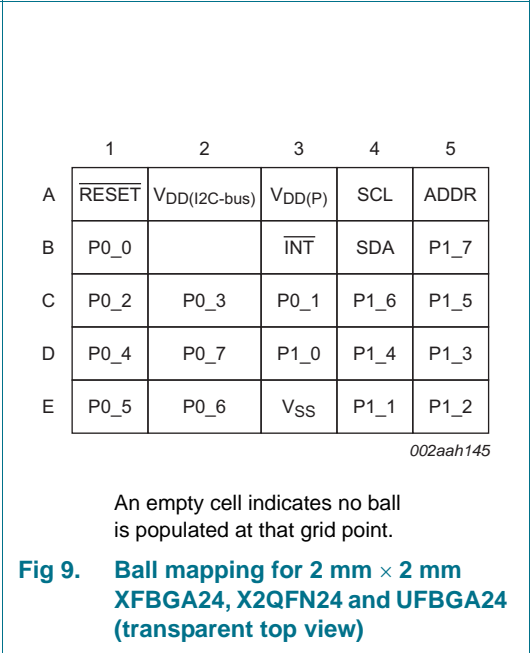 1 2 3 4 5
A R̅E̅S̅E̅T̅ VDD(I2C-bus) VDD(P) SCL ADDR
B P0_0 I̅N̅T̅ SDA P1_7
C P0_2 P0_3 P0_1 P1_6 P1_5
D P0_4 P0_7 P1_0 P1_4 P1_3
E P0_5 P0_6 VSS P1_1 P1_2
002aah145
An empty cell indicates no ball
is populated at that grid point.
Fig 9. Ball mapping for 2 mm × 2 mm
XFBGA24, X2QFN24 and UFBGA24
(transparent top view)